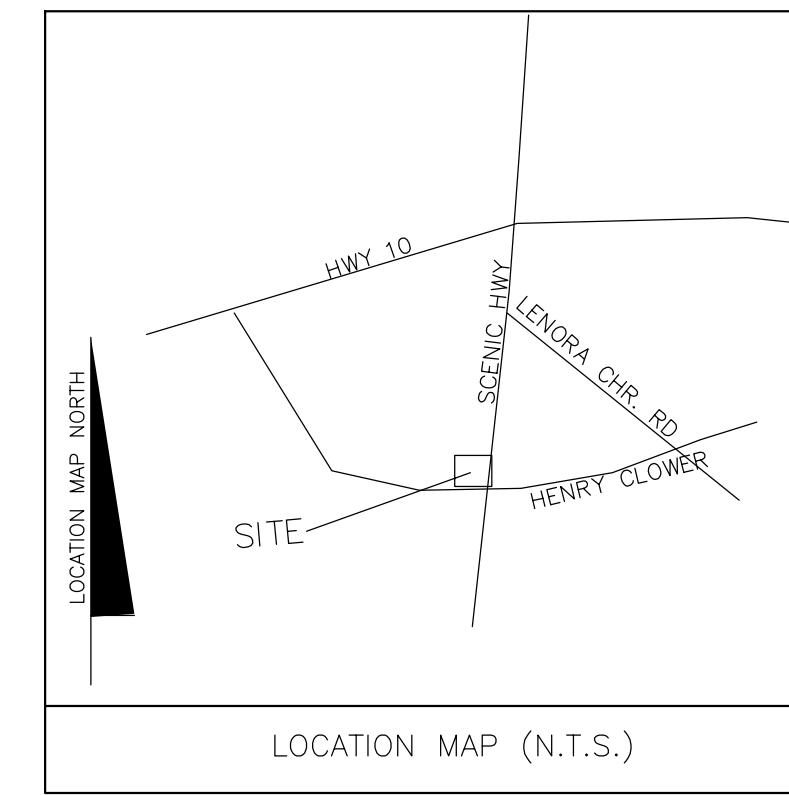 HWY 10
SCENIC HWY
LENORA CHR. RD
HENRY CLOWER
SITE
LOCATION MAP NORTH
LOCATION MAP (N.T.S.)